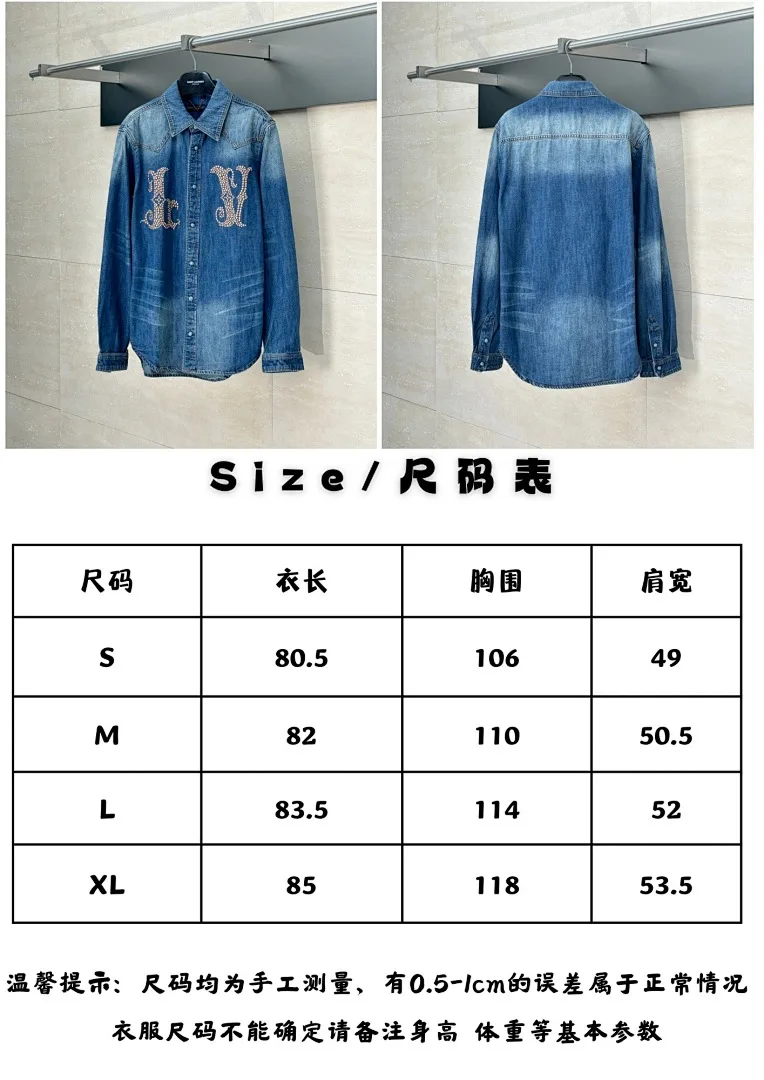 L V
Size/尺码表
尺码 衣长 胸围 肩宽
S 80.5 106 49
M 82 110 50.5
L 83.5 114 52
XL 85 118 53.5
温馨提示：尺码均为手工测量，有0.5-1cm的误差属于正常情况
衣服尺码不能确定请备注身高 体重等基本参数